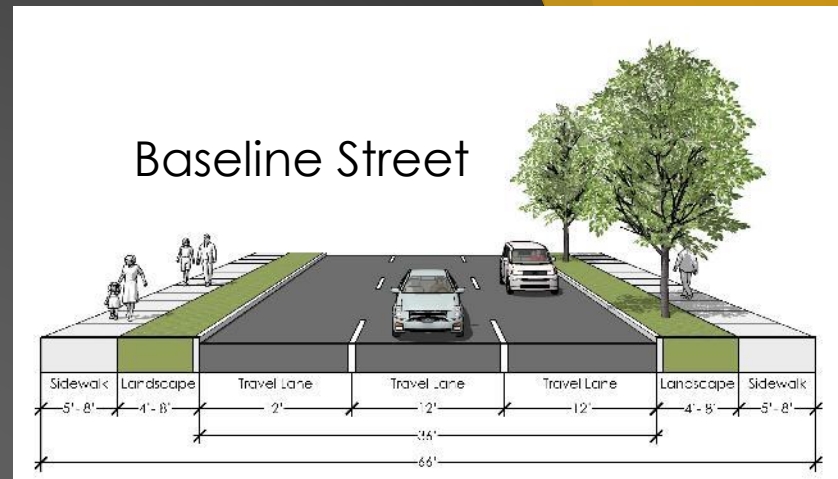 Baseline Street
Sidewalk Landscape Travel Lane Travel Lane Travel Lane Landscape Sidewalk
5'-8" 4'-8" 2' 12' 12' 4'-8" 5'-8"
36'
66'